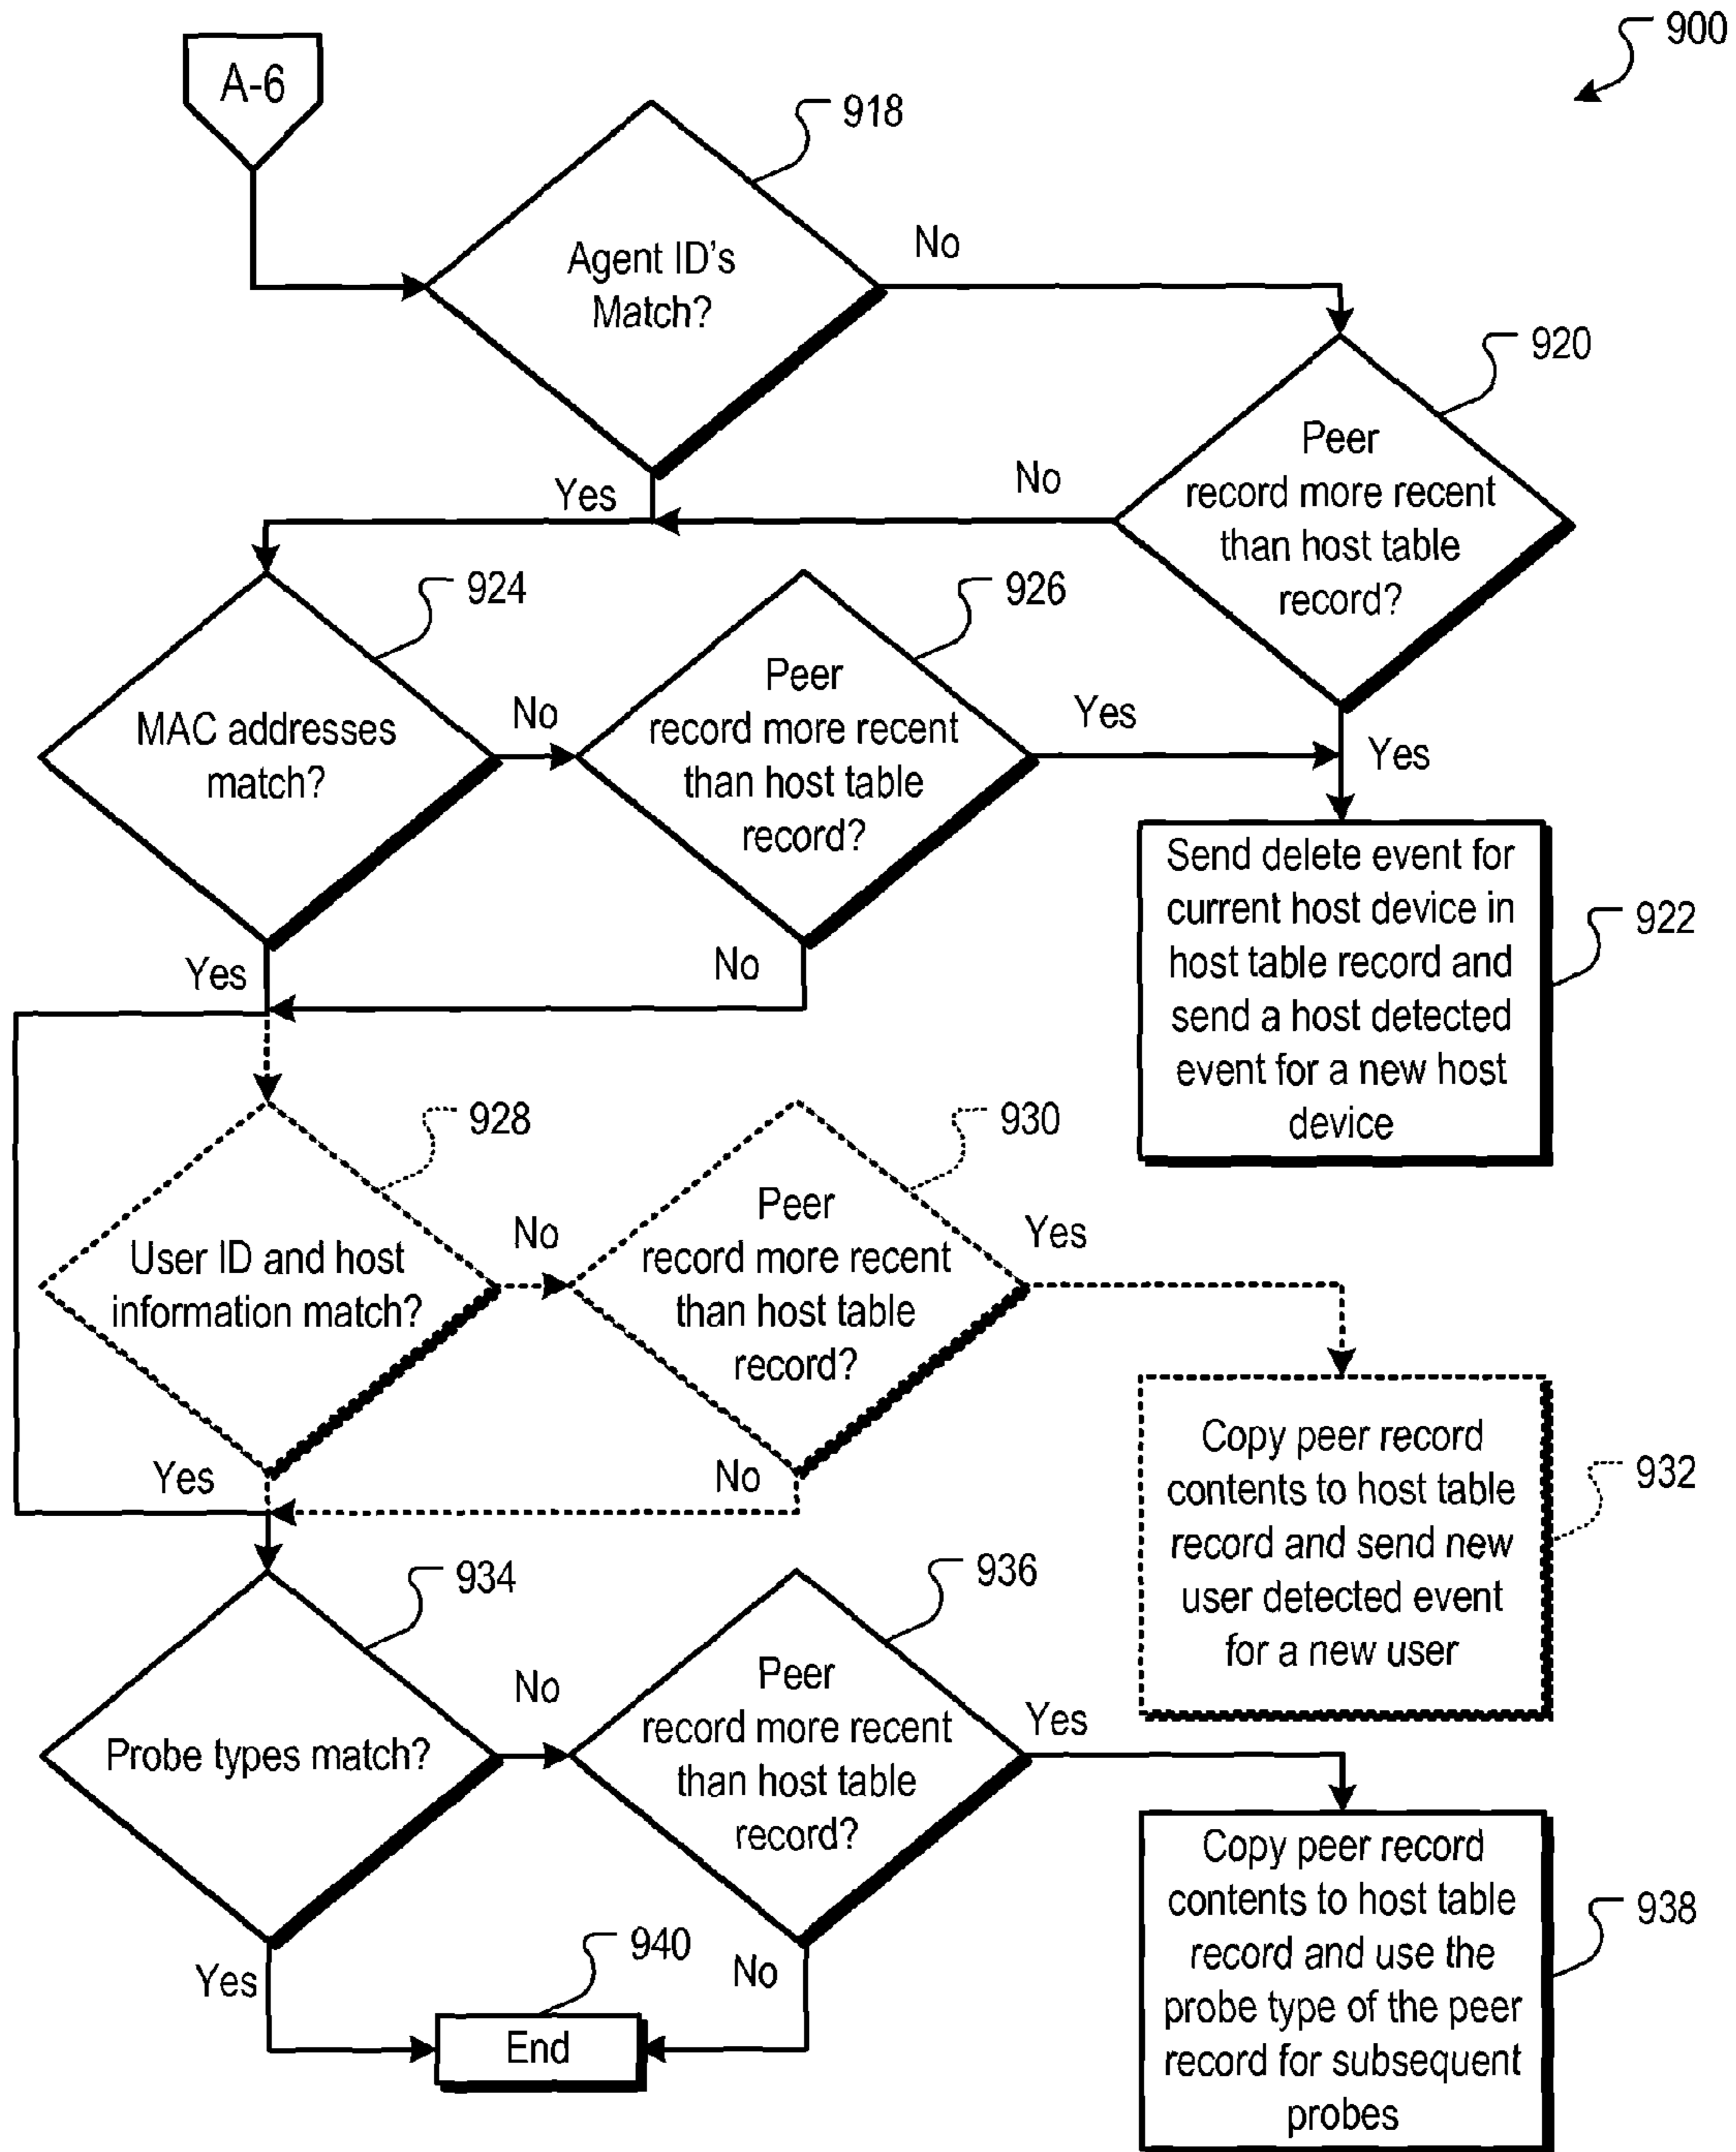 900
A-6
918
Agent ID's
Match?
No
920
Peer
record more recent
than host table
record?
Yes
No
924
MAC addresses
match?
No
926
Peer
record more recent
than host table
record?
Yes
Yes
Send delete event for
current host device in
host table record and
send a host detected
event for a new host
device
922
Yes
No
928
User ID and host
information match?
No
930
Peer
record more recent
than host table
record?
Yes
Copy peer record
contents to host table
record and send new
user detected event
for a new user
932
Yes
No
934
Probe types match?
No
936
Peer
record more recent
than host table
record?
Yes
Copy peer record
contents to host table
record and use the
probe type of the peer
record for subsequent
probes
938
Yes
940
End
No